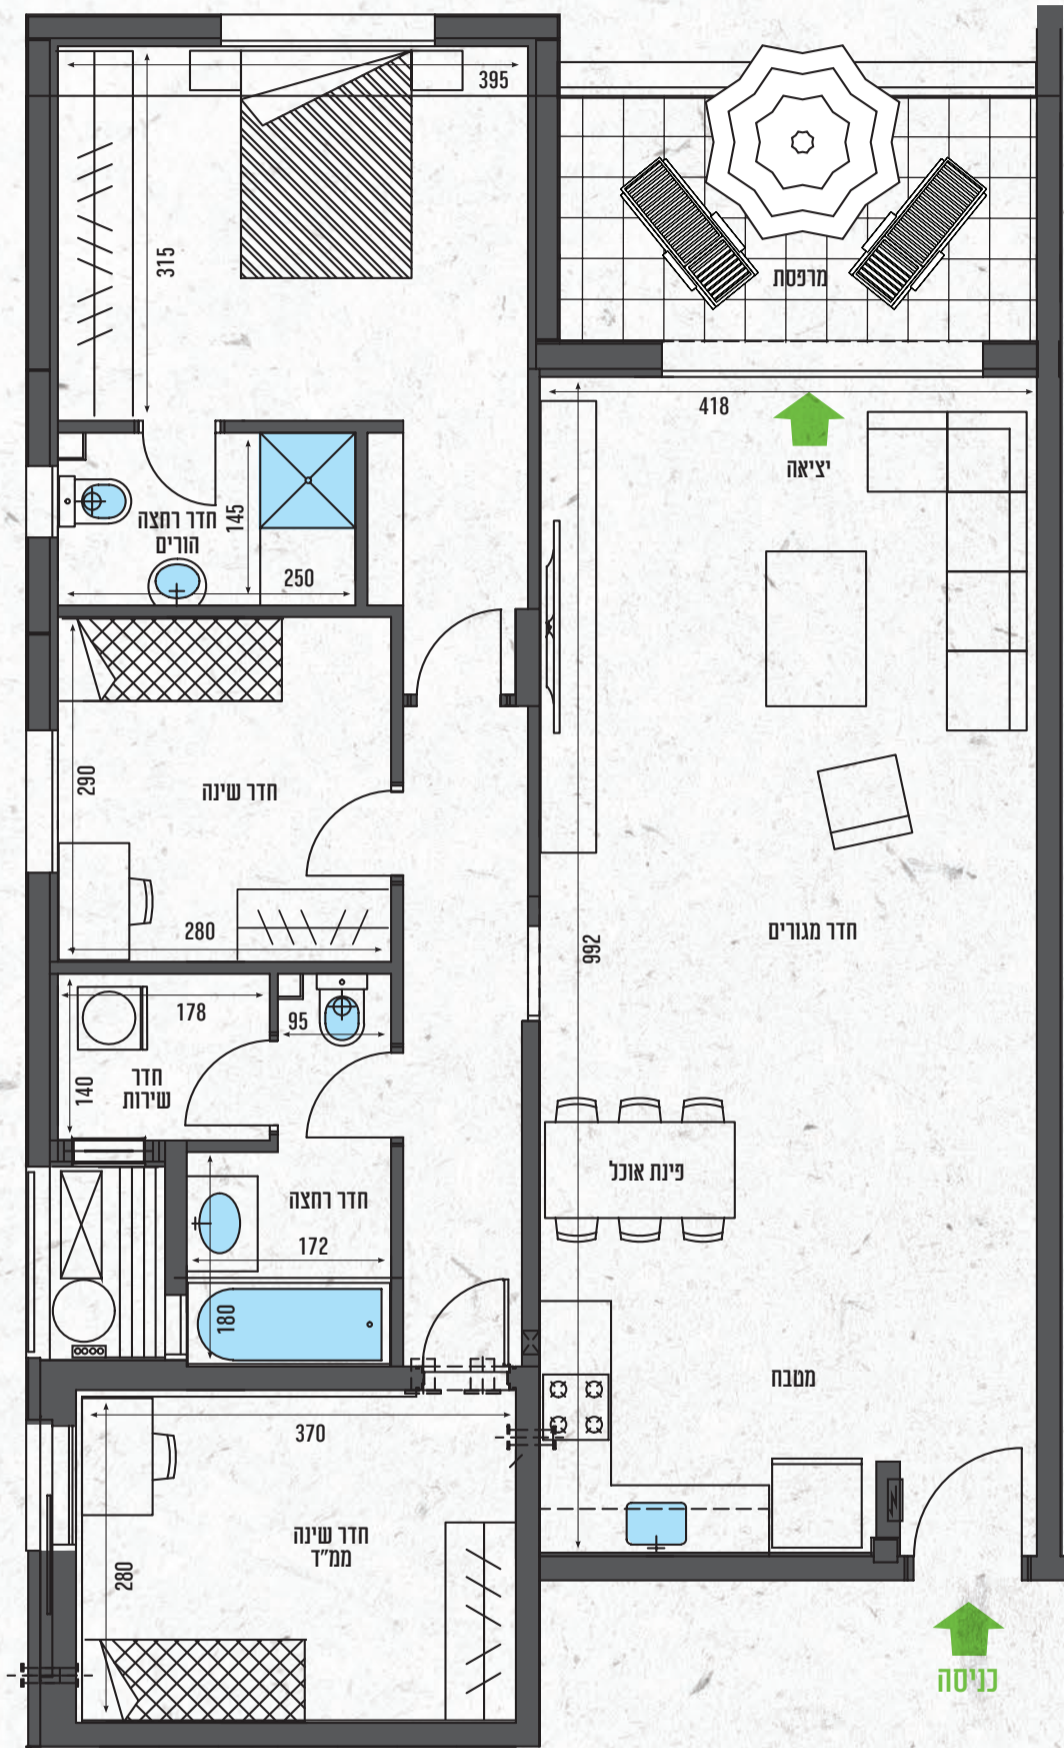 395
315
מרפסת
418
יציאה
חדר רחצה
הורים
145
250
290
חדר שינה
280
992
חדר מגורים
178
95
140
חדר
שירות
פינת אוכל
חדר רחצה
172
180
מטבח
370
חדר שינה
ממ"ד
280
כניסה